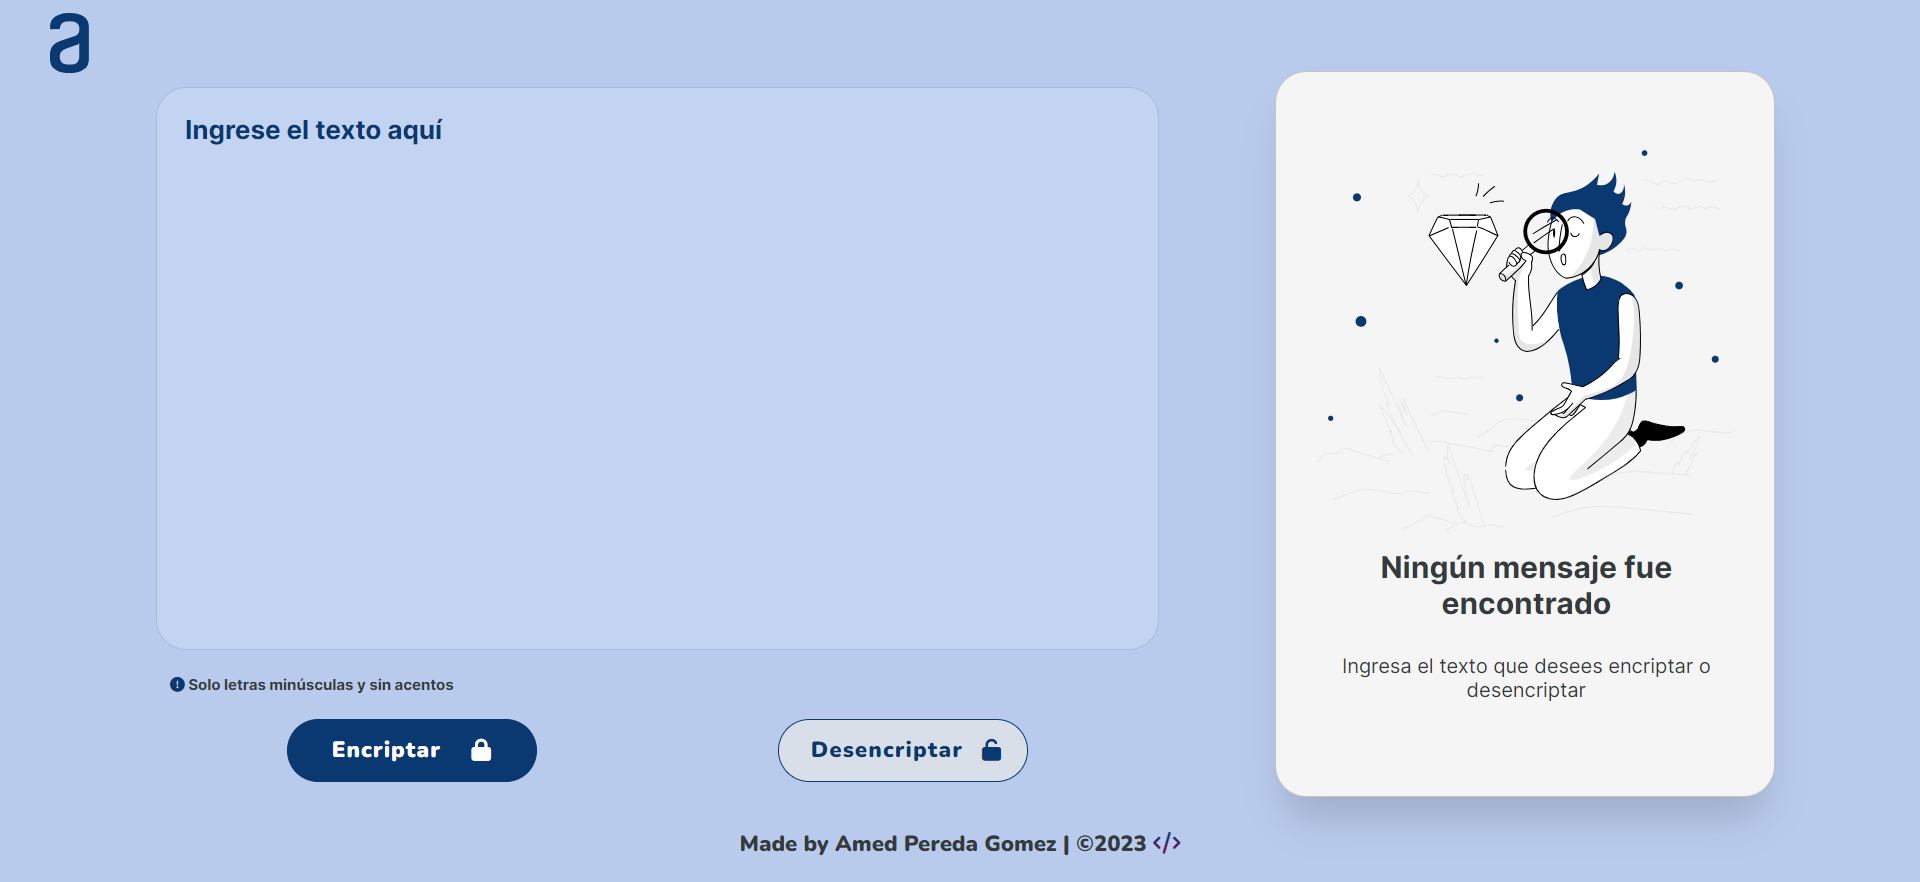 a
Ingrese el texto aquí
Solo letras minúsculas y sin acentos
Encriptar
Desencriptar
Ningún mensaje fue
encontrado
Ingresa el texto que desees encriptar o
desencriptar
Made by Amed Pereda Gomez | ©2023 </>